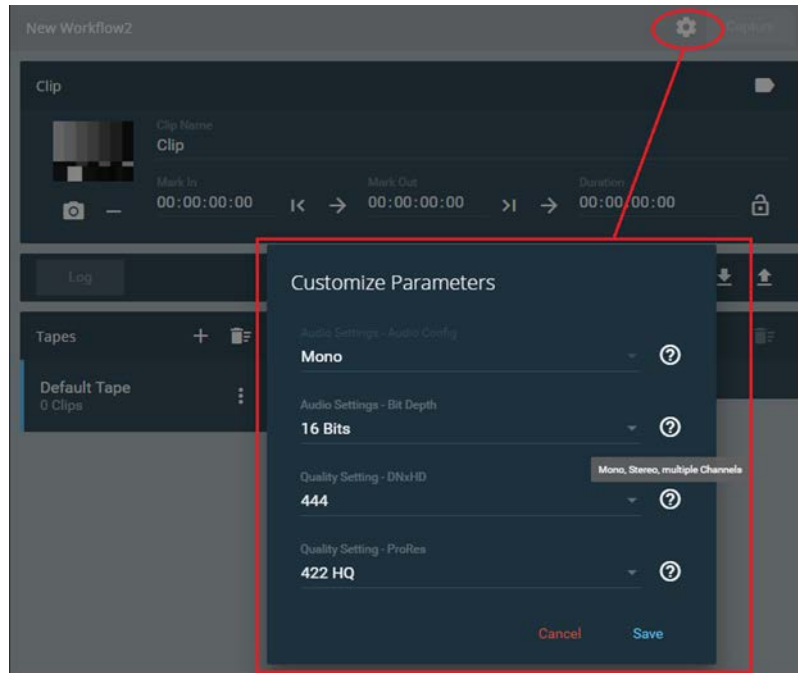 New Workflow2
Capture
Clip
Clip Name
Clip
Mark In
Mark Out
Duration
00:00:00:00
00:00:00:00
00:00:00:00
Log
Customize Parameters
Tapes
Audio Settings - Audio Config
Mono
Default Tape
0 Clips
Audio Settings - Bit Depth
16 Bits
Mono, Stereo, multiple Channels
Quality Setting - DNxHD
444
Quality Setting - ProRes
422 HQ
Cancel
Save